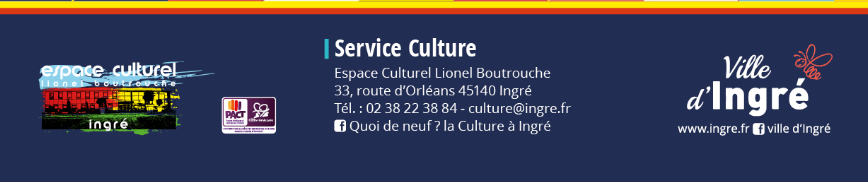 espace culturel
lionel boutrouche
ingré
PACT
Service Culture
Espace Culturel Lionel Boutrouche
33, route d'Orléans 45140 Ingré
Tél. : 02 38 22 38 84 - culture@ingre.fr
Quoi de neuf ? la Culture à Ingré
Ville
d'Ingré
www.ingre.fr ville d'Ingré